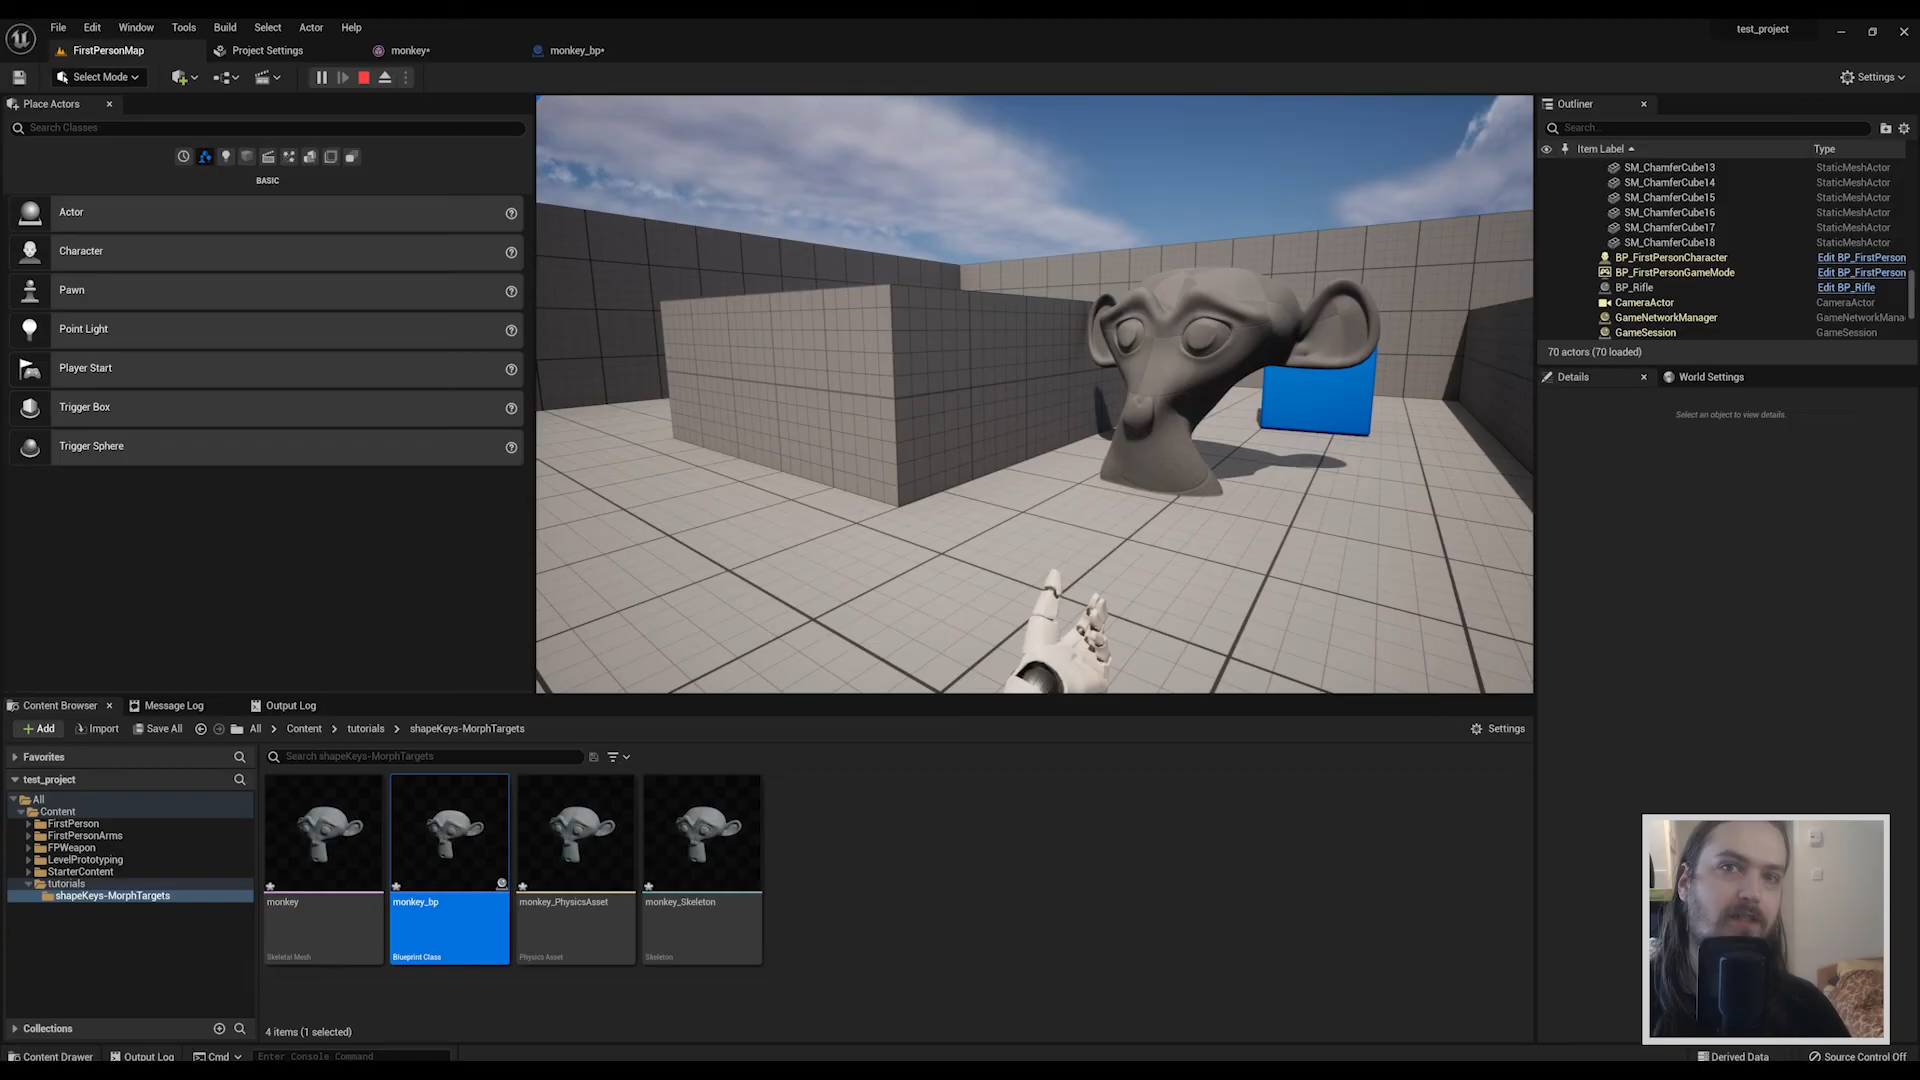 File Edit Window Tools Build Select Actor Help
test_project
FirstPersonMap Project Settings monkey* monkey_bp*
Select Mode
Settings
Place Actors
Search Classes
BASIC
Actor
Character
Pawn
Point Light
Player Start
Trigger Box
Trigger Sphere
Outliner
Search...
Item Label Type
SM_ChamferCube13 StaticMeshActor
SM_ChamferCube14 StaticMeshActor
SM_ChamferCube15 StaticMeshActor
SM_ChamferCube16 StaticMeshActor
SM_ChamferCube17 StaticMeshActor
SM_ChamferCube18 StaticMeshActor
BP_FirstPersonCharacter Edit BP_FirstPerson
BP_FirstPersonGameMode Edit BP_FirstPerson
BP_Rifle Edit BP_Rifle
CameraActor CameraActor
GameNetworkManager GameNetworkMana
GameSession GameSession
70 actors (70 loaded)
Details World Settings
Select an object to view details.
Content Browser Message Log Output Log
Add Import Save All All Content tutorials shapeKeys-MorphTargets
Settings
Favorites
Search shapeKeys-MorphTargets
test_project
All
Content
FirstPerson
FirstPersonArms
FPWeapon
LevelPrototyping
StarterContent
tutorials
shapeKeys-MorphTargets
monkey
Skeletal Mesh
monkey_bp
Blueprint Class
monkey_PhysicsAsset
Physics Asset
monkey_Skeleton
Skeleton
Collections
4 items (1 selected)
Content Drawer Output Log Cmd Enter Console Command
Derived Data Source Control Off